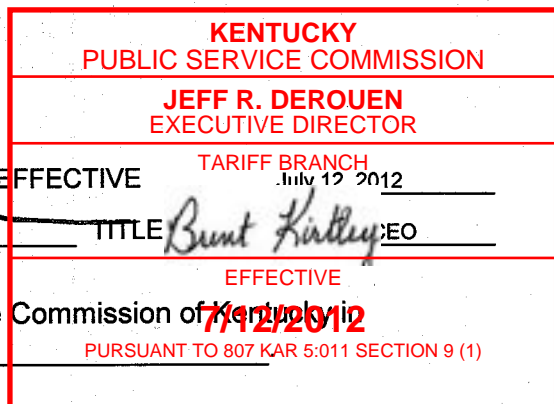 KENTUCKY
PUBLIC SERVICE COMMISSION
JEFF R. DEROUEN
EXECUTIVE DIRECTOR
TARIFF BRANCH
EFFECTIVE July 12, 2012
TITLE Bunt Kirtley CEO
EFFECTIVE
Commission of Kentucky in
7/12/2012
PURSUANT TO 807 KAR 5:011 SECTION 9 (1)